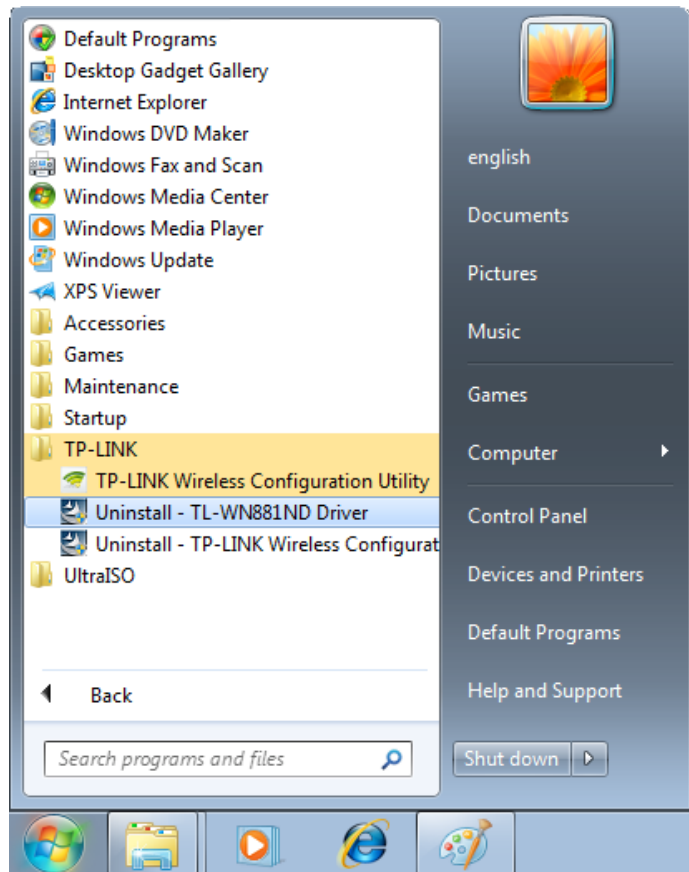 Default Programs
Desktop Gadget Gallery
Internet Explorer
Windows DVD Maker
Windows Fax and Scan
Windows Media Center
Windows Media Player
Windows Update
XPS Viewer
Accessories
Games
Maintenance
Startup
TP-LINK
TP-LINK Wireless Configuration Utility
Uninstall - TL-WN881ND Driver
Uninstall - TP-LINK Wireless Configurat
UltraISO
Back
Search programs and files
english
Documents
Pictures
Music
Games
Computer
Control Panel
Devices and Printers
Default Programs
Help and Support
Shut down